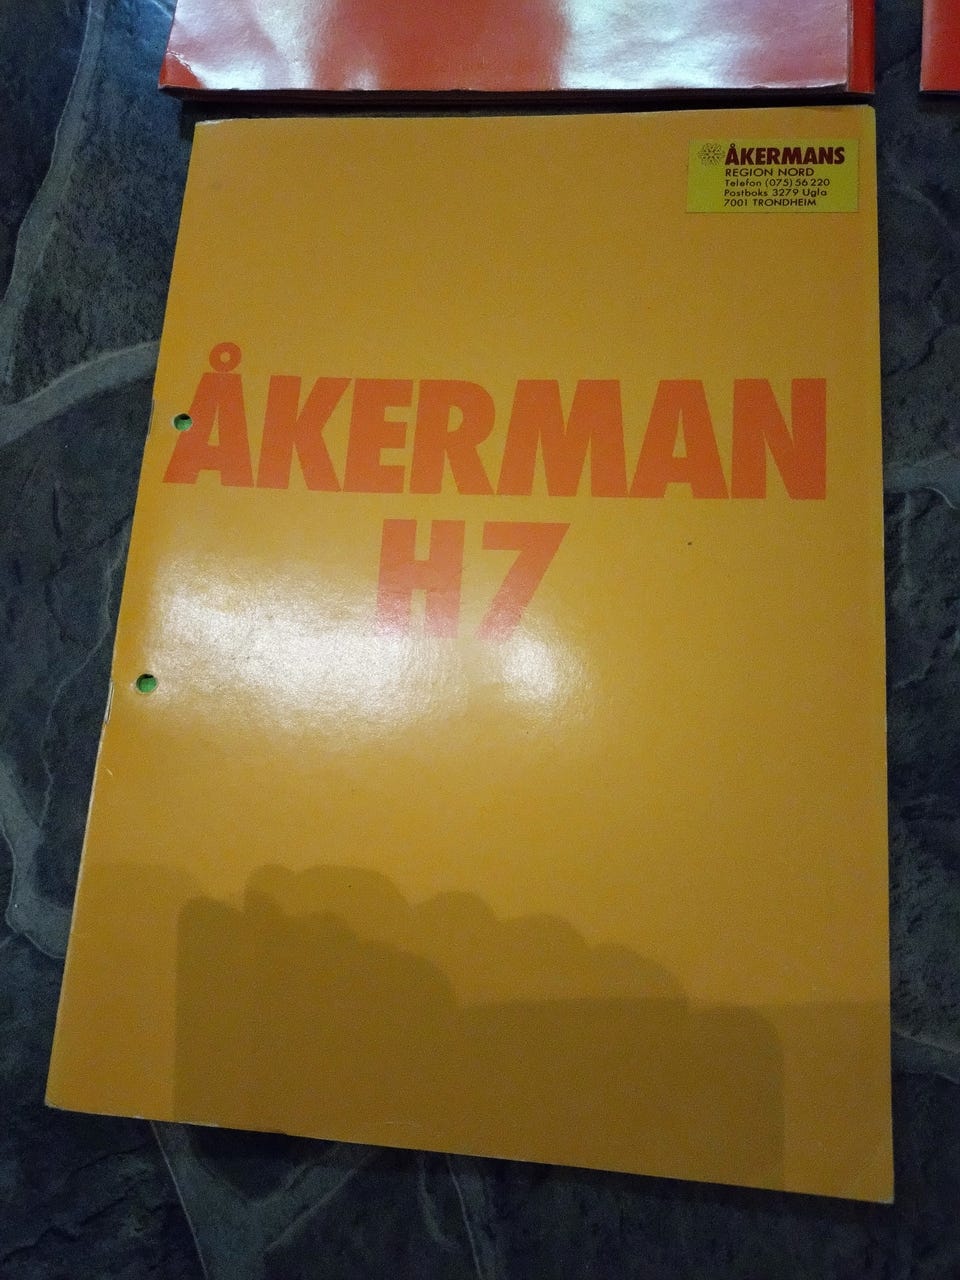 ÅKERMANS
REGION NORD
Telefon (075) 56 220
Postboks 3279 Ugla
7001 TRONDHEIM
ÅKERMAN
H7